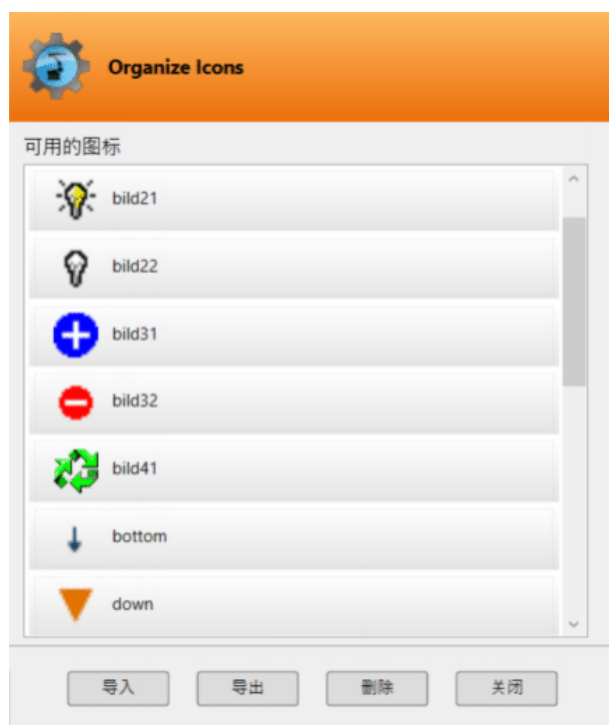 Organize Icons
可用的图标
bild21
bild22
bild31
bild32
bild41
bottom
down
导入 导出 删除 关闭